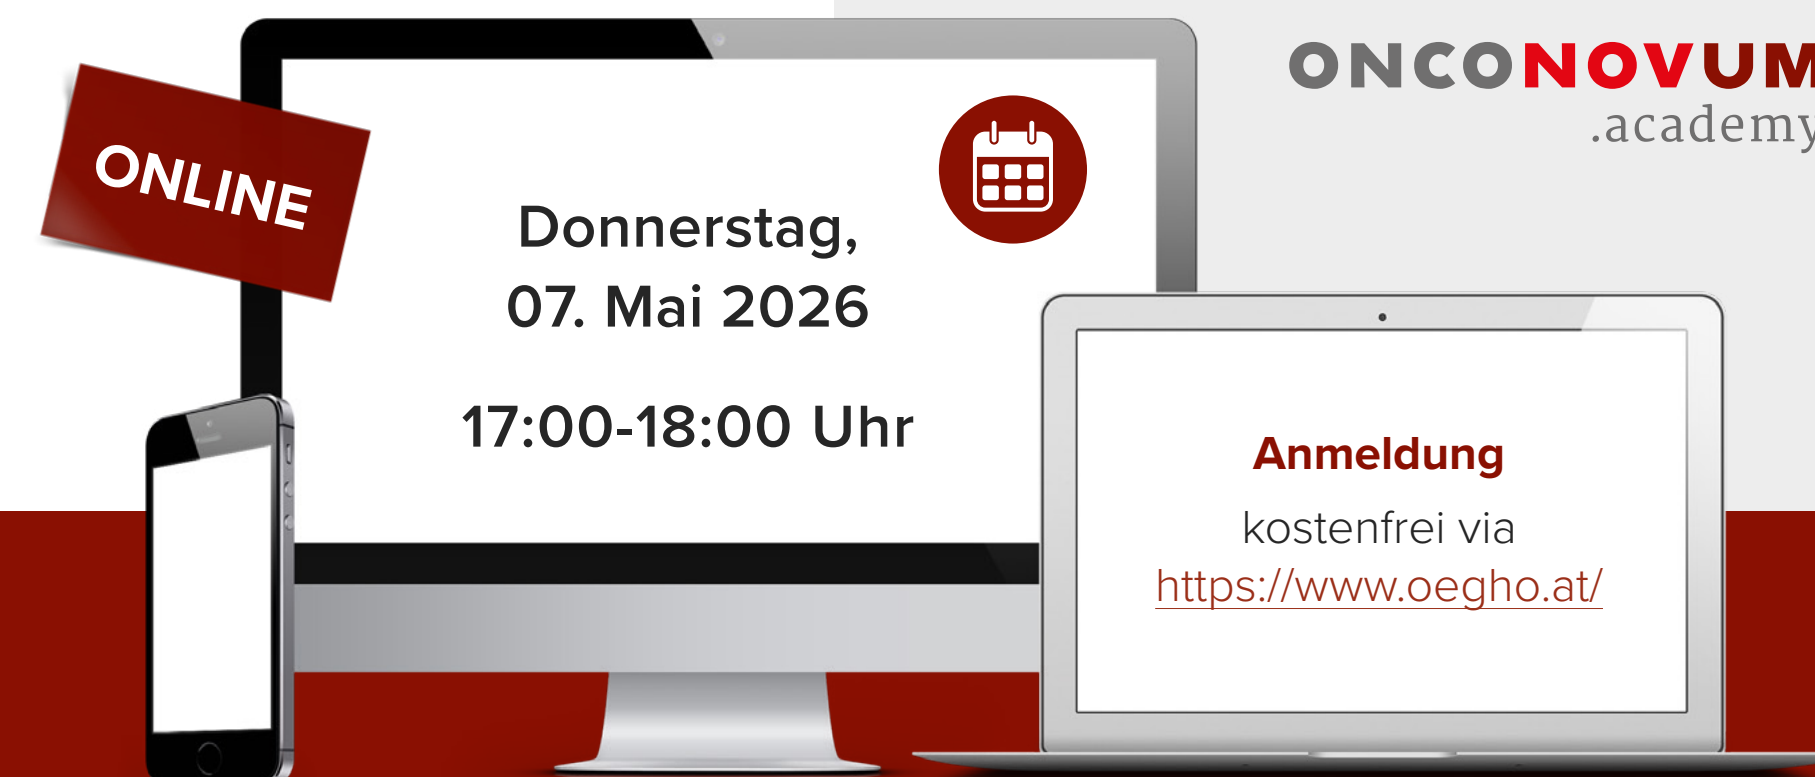 ONCONOVUM
.academy
ONLINE
Donnerstag,
07. Mai 2026
17:00-18:00 Uhr
Anmeldung
kostenfrei via
https://www.oegho.at/